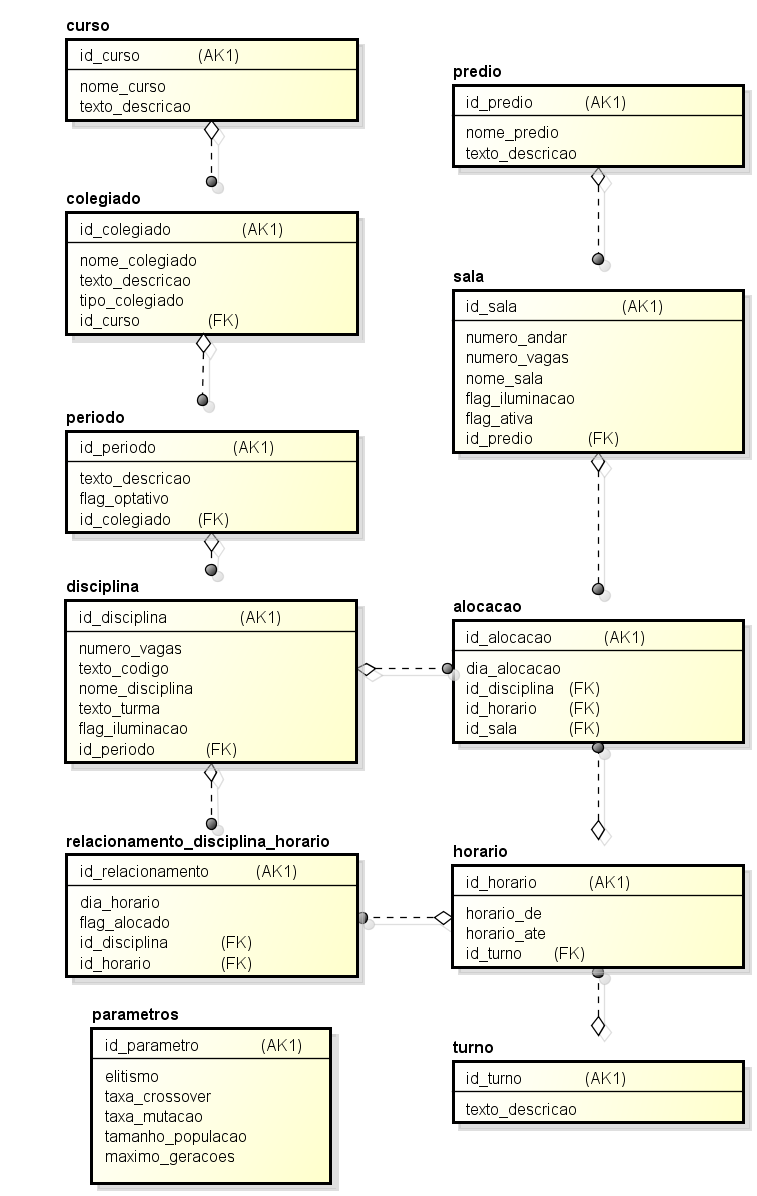 curso
id_curso (AK1)
nome_curso
texto_descricao
colegiado
id_colegiado (AK1)
nome_colegiado
texto_descricao
tipo_colegiado
id_curso (FK)
periodo
id_periodo (AK1)
texto_descricao
flag_optativo
id_colegiado (FK)
disciplina
id_disciplina (AK1)
numero_vagas
texto_codigo
nome_disciplina
texto_turma
flag_iluminacao
id_periodo (FK)
relacionamento_disciplina_horario
id_relacionamento (AK1)
dia_horario
flag_alocado
id_disciplina (FK)
id_horario (FK)
parametros
id_parametro (AK1)
elitismo
taxa_crossover
taxa_mutacao
tamanho_populacao
maximo_geracoes
predio
id_predio (AK1)
nome_predio
texto_descricao
sala
id_sala (AK1)
numero_andar
numero_vagas
nome_sala
flag_iluminacao
flag_ativa
id_predio (FK)
alocacao
id_alocacao (AK1)
dia_alocacao
id_disciplina (FK)
id_horario (FK)
id_sala (FK)
horario
id_horario (AK1)
horario_de
horario_ate
id_turno (FK)
turno
id_turno (AK1)
texto_descricao